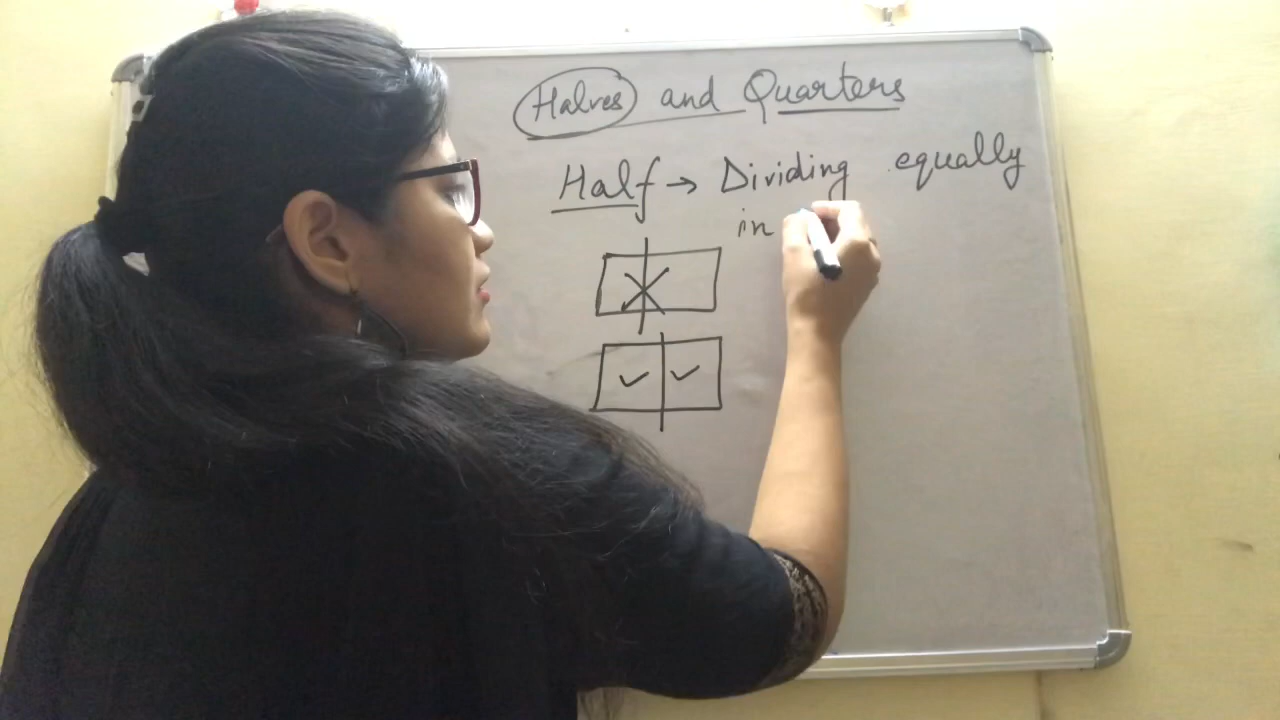 Halves and Quarters
Half → Dividing equally
in